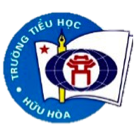 TRƯỜNG TIỂU HỌC
HỮU HÒA